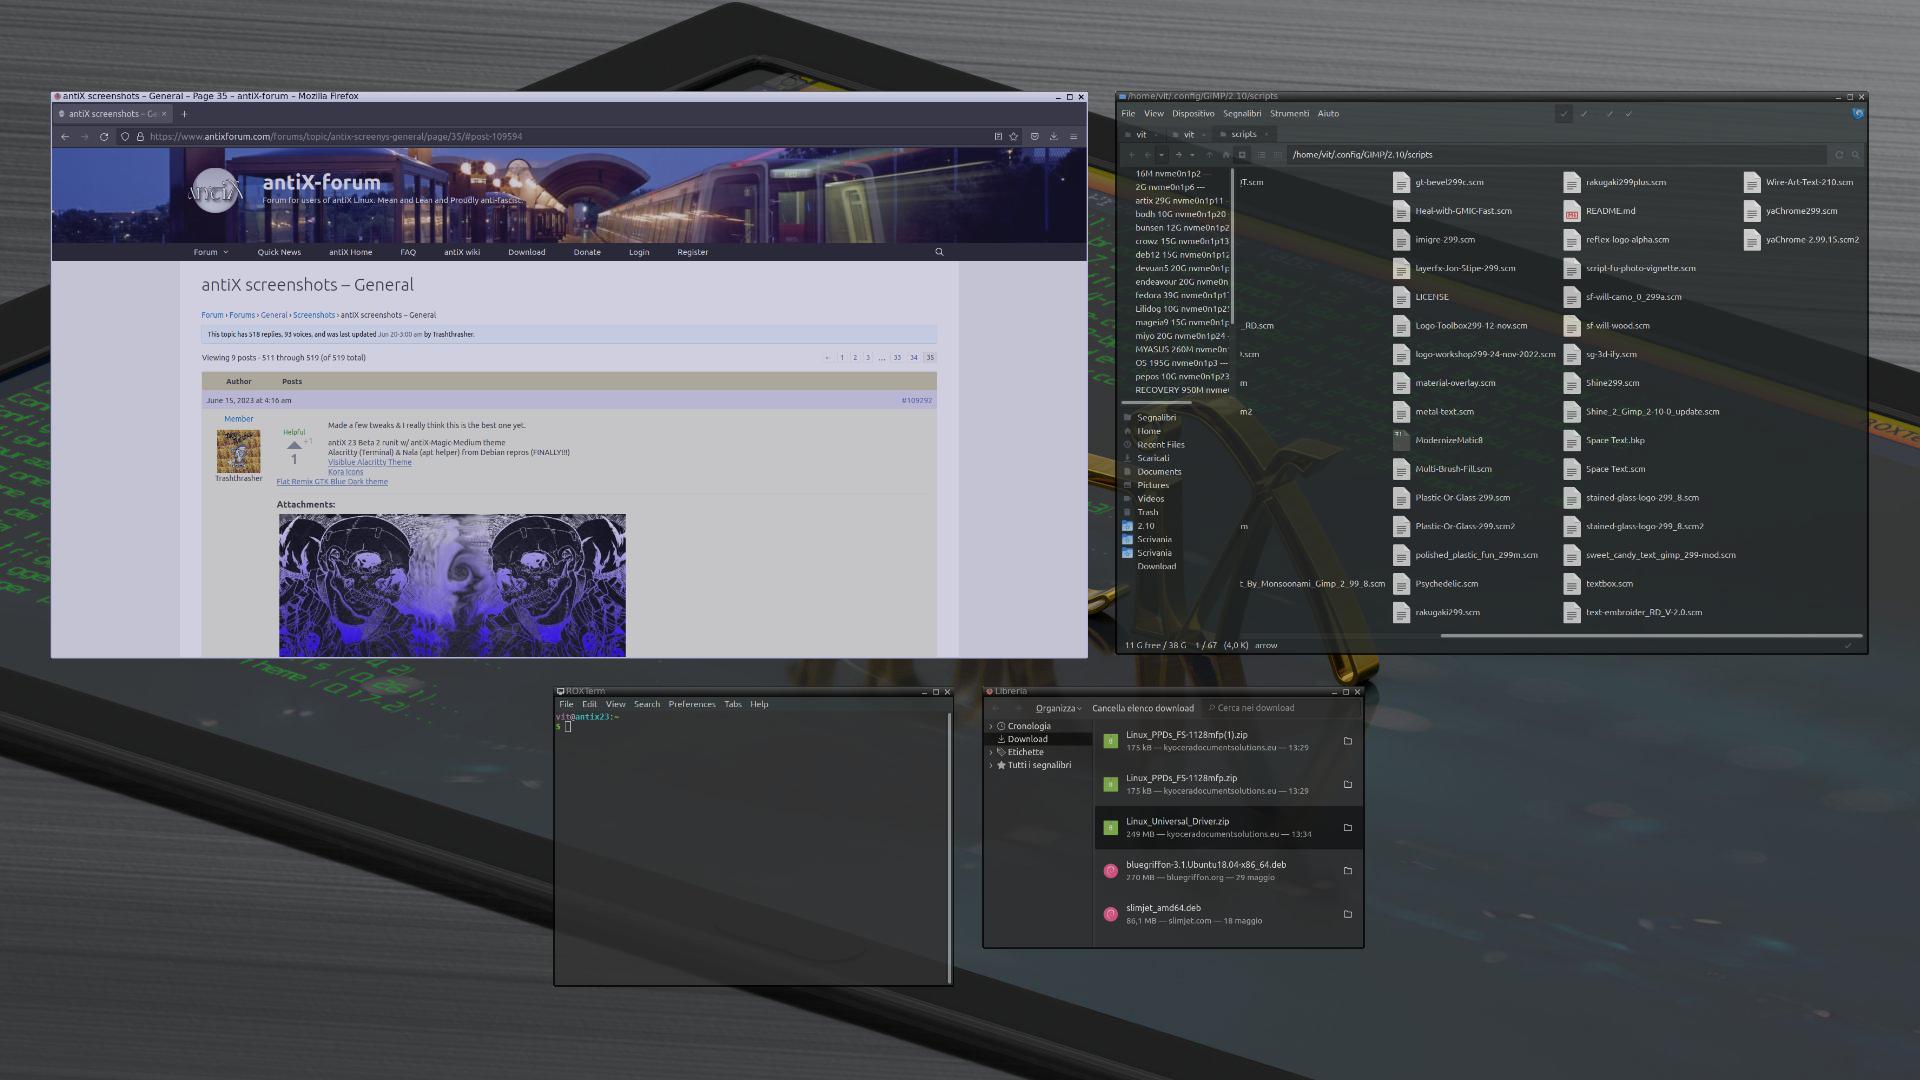 antiX screenshots – General – Page 35 – antiX-forum – Mozilla Firefox
antiX screenshots – Ge
https://www.antixforum.com/forums/topic/antix-screenys-general/page/35/#post-109594
antiX
antiX-forum
Forum for users of antiX Linux. Mean and Lean and Proudly anti-fascist.
Forum Quick News antiX Home FAQ antiX wiki Download Donate Login Register
antiX screenshots – General
Forum › Forums › General › Screenshots › antiX screenshots – General
This topic has 518 replies, 93 voices, and was last updated Jun 20-3:00 am by Trashthrasher.
Viewing 9 posts - 511 through 519 (of 519 total)
← 1 2 3 … 33 34 35
Author Posts
June 15, 2023 at 4:16 am #109292
Member
Trashthrasher
Helpful
+1
1
Made a few tweaks & I really think this is the best one yet.
antiX 23 Beta 2 runit w/ antiX-Magic-Medium theme
Alacritty (Terminal) & Nala (apt helper) from Debian repros (FINALLY!!!)
Visiblue Alacritty Theme
Kora Icons
Flat Remix GTK Blue Dark theme
Attachments:
/home/vit/.config/GIMP/2.10/scripts
File View Dispositivo Segnalibri Strumenti Aiuto
vit vit scripts
/home/vit/.config/GIMP/2.10/scripts
16M nvme0n1p2 ---
2G nvme0n1p6 ---
artix 29G nvme0n1p11
bodh 10G nvme0n1p20
bunsen 12G nvme0n1p
crowz 15G nvme0n1p13
deb12 15G nvme0n1p12
devuan5 20G nvme0n1p
endeavour 20G nvme0n
fedora 39G nvme0n1p1
Lilidog 10G nvme0n1p2
mageia9 15G nvme0n1p
miyo 20G nvme0n1p24
MYASUS 260M nvme0n
OS 195G nvme0n1p3 ---
pepos 10G nvme0n1p23
RECOVERY 950M nvme
Segnalibri
Home
Recent Files
Scaricati
Documents
Pictures
Videos
Trash
2.10
Scrivania
Scrivania
Download
T.scm
_RD.scm
.scm
m
m2
m
t_By_Monsoonami_Gimp_2_99_8.scm
gt-bevel299c.scm
Heal-with-GMIC-Fast.scm
imigre-299.scm
layerfx-Jon-Stipe-299.scm
LICENSE
Logo-Toolbox299-12-nov.scm
logo-workshop299-24-nov-2022.scm
material-overlay.scm
metal-text.scm
ModernizeMatic8
Multi-Brush-Fill.scm
Plastic-Or-Glass-299.scm
Plastic-Or-Glass-299.scm2
polished_plastic_fun_299m.scm
Psychedelic.scm
rakugaki299.scm
rakugaki299plus.scm
README.md
reflex-logo-alpha.scm
script-fu-photo-vignette.scm
sf-will-camo_0_299a.scm
sf-will-wood.scm
sg-3d-ify.scm
Shine299.scm
Shine_2_Gimp_2-10-0_update.scm
Space Text.bkp
Space Text.scm
stained-glass-logo-299_8.scm
stained-glass-logo-299_8.scm2
sweet_candy_text_gimp_299-mod.scm
textbox.scm
text-embroider_RD_V-2.0.scm
Wire-Art-Text-210.scm
yaChrome299.scm
yaChrome-2.99.15.scm2
11 G free / 38 G 1 / 67 (4,0 K) arrow
ROXTerm
File Edit View Search Preferences Tabs Help
vit@antix23:~
$
Libreria
Organizza Cancella elenco download Cerca nei download
Cronologia
Download
Etichette
Tutti i segnalibri
Linux_PPDs_FS-1128mfp(1).zip
175 kB — kyoceradocumentsolutions.eu — 13:29
Linux_PPDs_FS-1128mfp.zip
175 kB — kyoceradocumentsolutions.eu — 13:29
Linux_Universal_Driver.zip
249 MB — kyoceradocumentsolutions.eu — 13:34
bluegriffon-3.1.Ubuntu18.04-x86_64.deb
270 MB — bluegriffon.org — 29 maggio
slimjet_amd64.deb
86,1 MB — slimjet.com — 18 maggio